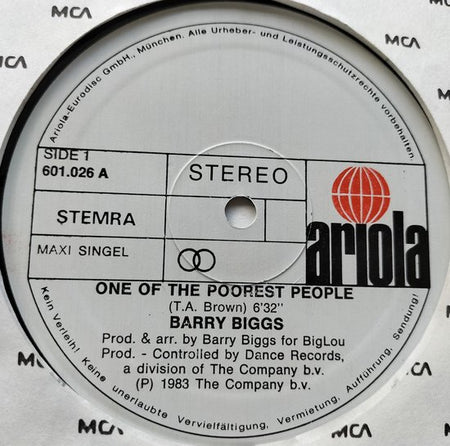 MCA
MCA
MCA
Ariola-Eurodisc GmbH., München. Alle Urheber- und Leistungsschutzrechte vorbehalten.
SIDE 1
601.026 A
STEREO
STEMRA
MAXI SINGEL
ariola
ONE OF THE POOREST PEOPLE
(T.A. Brown) 6'32"
BARRY BIGGS
Prod. & arr. by Barry Biggs for BigLou
Prod. - Controlled by Dance Records,
a division of The Company b.v.
(P) 1983 The Company b.v.
Kein Verleih! Keine unerlaubte Vervielfältigung, Vermietung, Aufführung, Sendung!
MCA
MCA
MCA
MCA